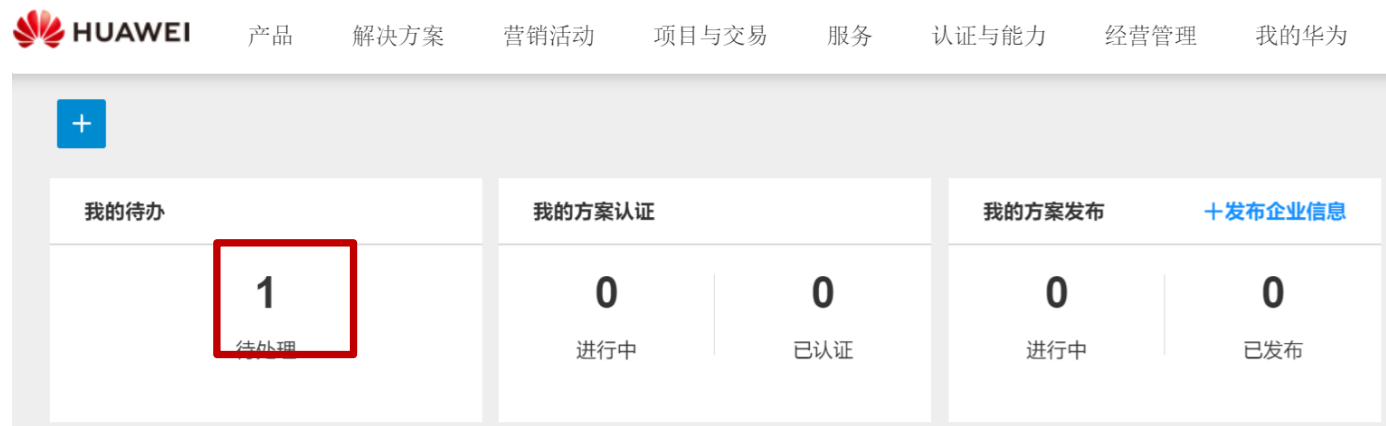 HUAWEI 产品 解决方案 营销活动 项目与交易 服务 认证与能力 经营管理 我的华为
+
我的待办
1
待处理
我的方案认证
0 0
进行中 已认证
我的方案发布 +发布企业信息
0 0
进行中 已发布